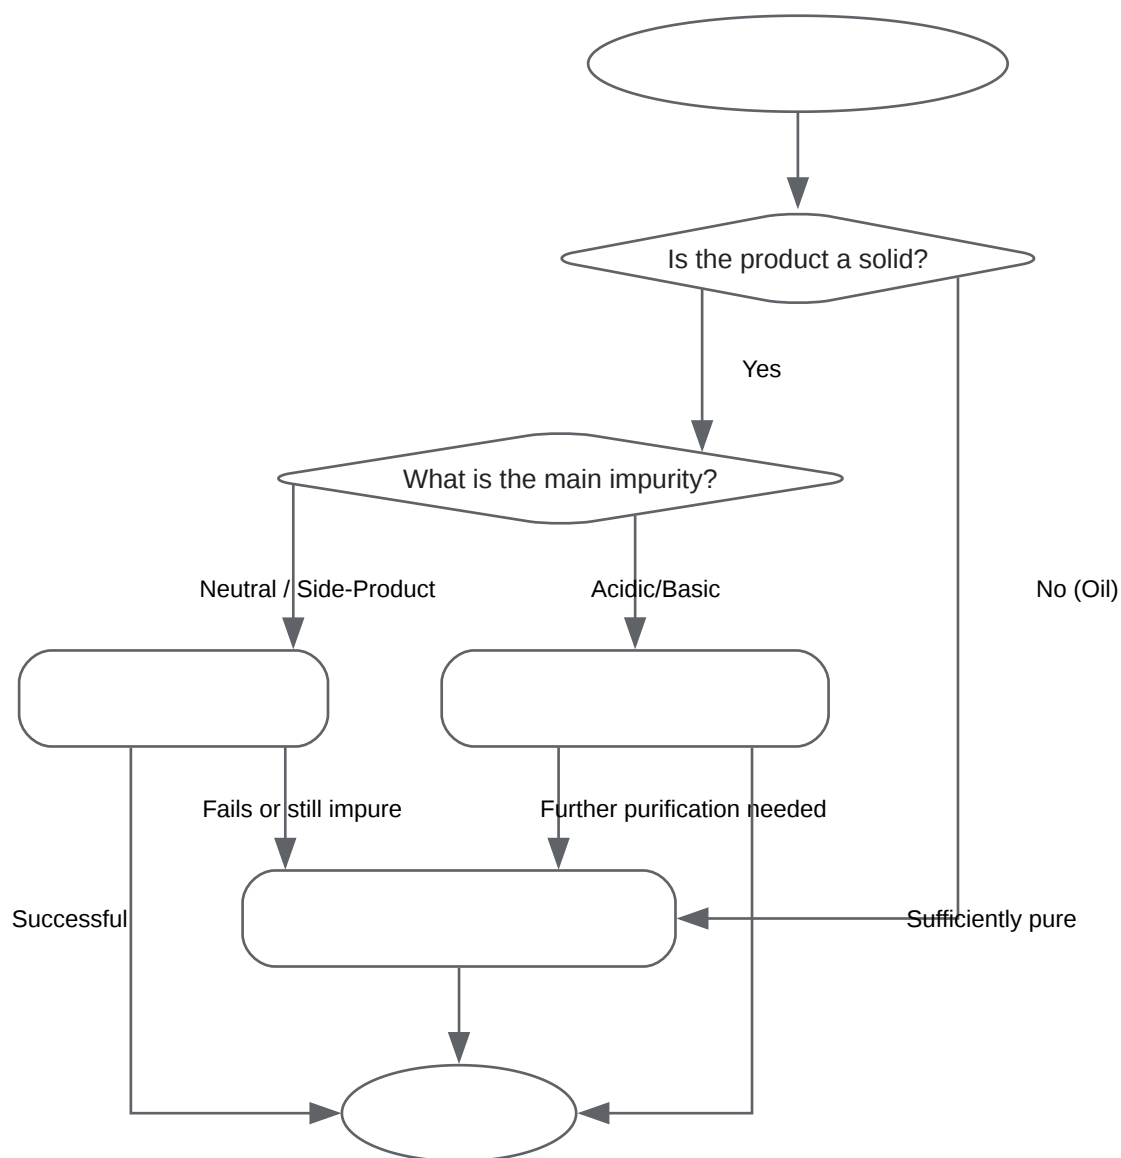 Is the product a solid?
Yes
What is the main impurity?
Neutral / Side-Product
Acidic/Basic
No (Oil)
Fails or still impure
Further purification needed
Successful
Sufficiently pure